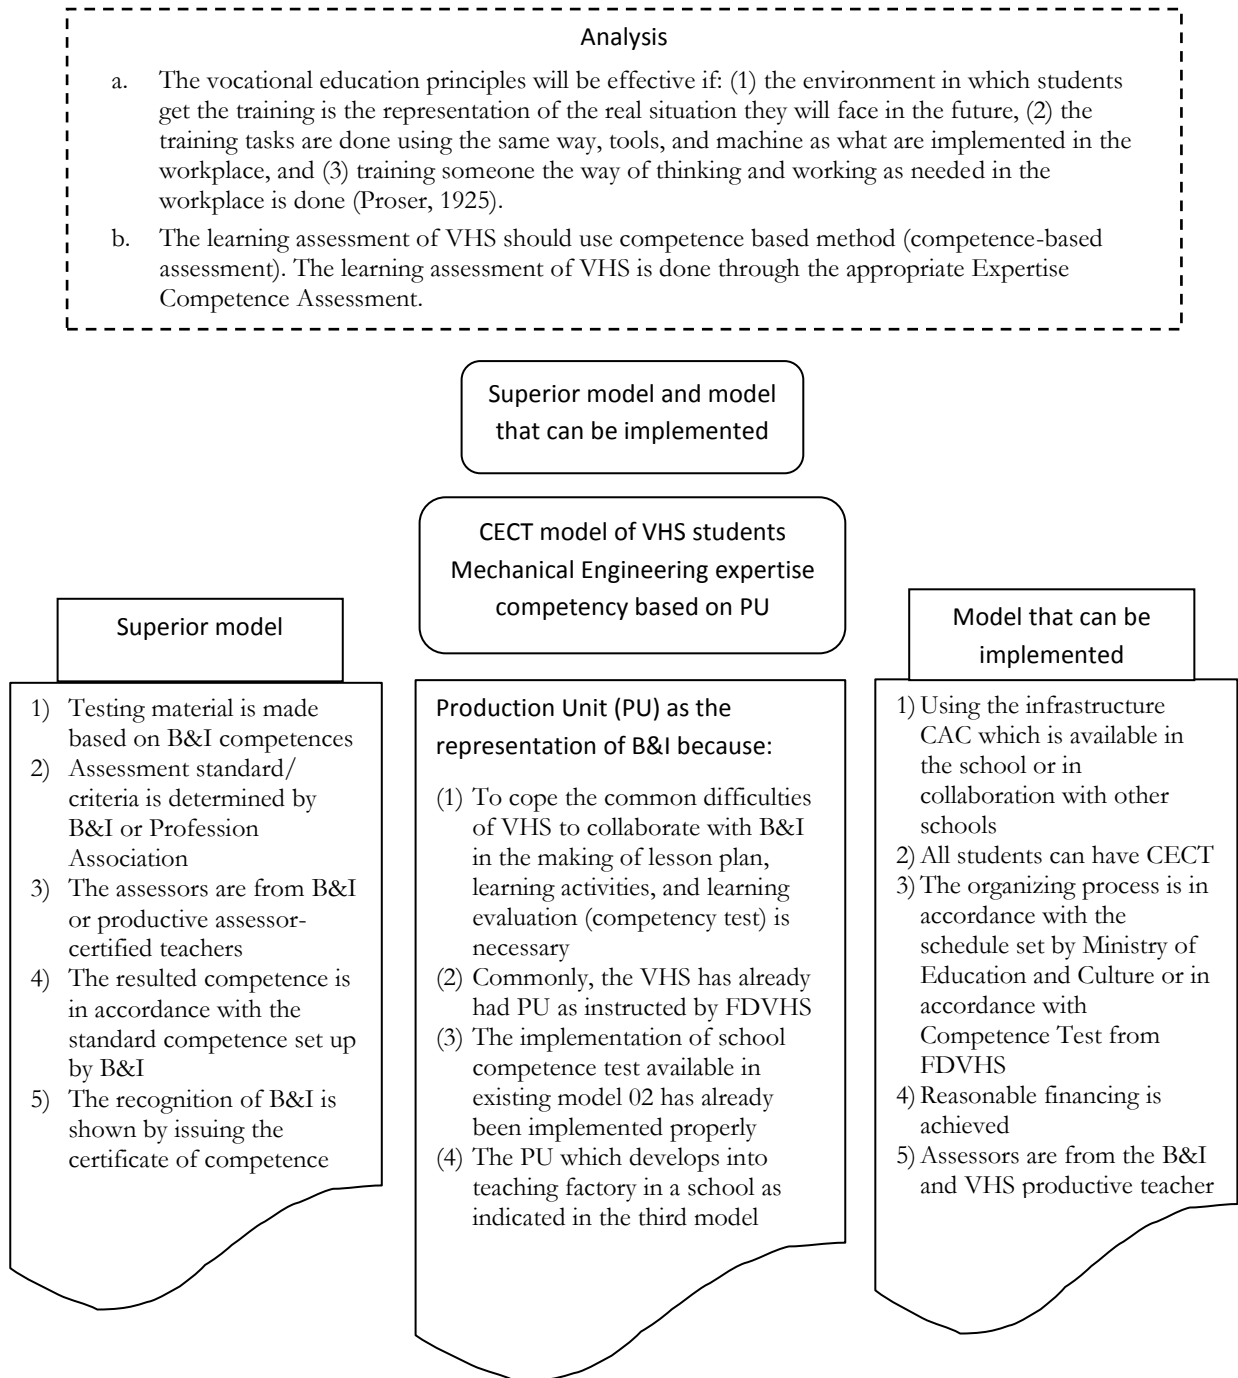 Analysis
a. The vocational education principles will be effective if: (1) the environment in which students
get the training is the representation of the real situation they will face in the future, (2) the
training tasks are done using the same way, tools, and machine as what are implemented in the
workplace, and (3) training someone the way of thinking and working as needed in the
workplace is done (Proser, 1925).
b. The learning assessment of VHS should use competence based method (competence-based
assessment). The learning assessment of VHS is done through the appropriate Expertise
Competence Assessment.
Superior model and model
that can be implemented
CECT model of VHS students
Mechanical Engineering expertise
competency based on PU
Superior model
1) Testing material is made
based on B&I competences
2) Assessment standard/
criteria is determined by
B&I or Profession
Association
3) The assessors are from B&I
or productive assessor-
certified teachers
4) The resulted competence is
in accordance with the
standard competence set up
by B&I
5) The recognition of B&I is
shown by issuing the
certificate of competence
Production Unit (PU) as the
representation of B&I because:
(1) To cope the common difficulties
of VHS to collaborate with B&I
in the making of lesson plan,
learning activities, and learning
evaluation (competency test) is
necessary
(2) Commonly, the VHS has already
had PU as instructed by FDVHS
(3) The implementation of school
competence test available in
existing model 02 has already
been implemented properly
(4) The PU which develops into
teaching factory in a school as
indicated in the third model
Model that can be
implemented
1) Using the infrastructure
CAC which is available in
the school or in
collaboration with other
schools
2) All students can have CECT
3) The organizing process is in
accordance with the
schedule set by Ministry of
Education and Culture or in
accordance with
Competence Test from
FDVHS
4) Reasonable financing is
achieved
5) Assessors are from the B&I
and VHS productive teacher